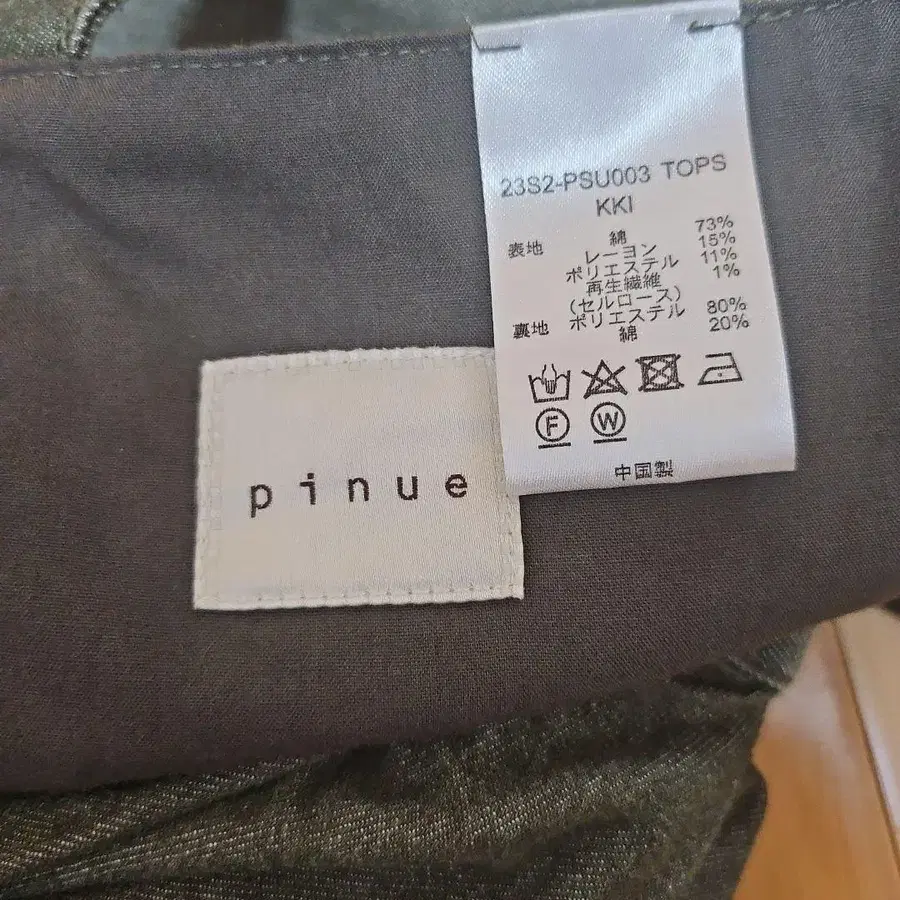 23S2-PSU003 TOPS
KKI
表地 綿 73%
レーヨン 15%
ポリエステル 11%
再生繊維 1%
(セルロース)
裏地 ポリエステル 80%
綿 20%
F W
中国製
pinue